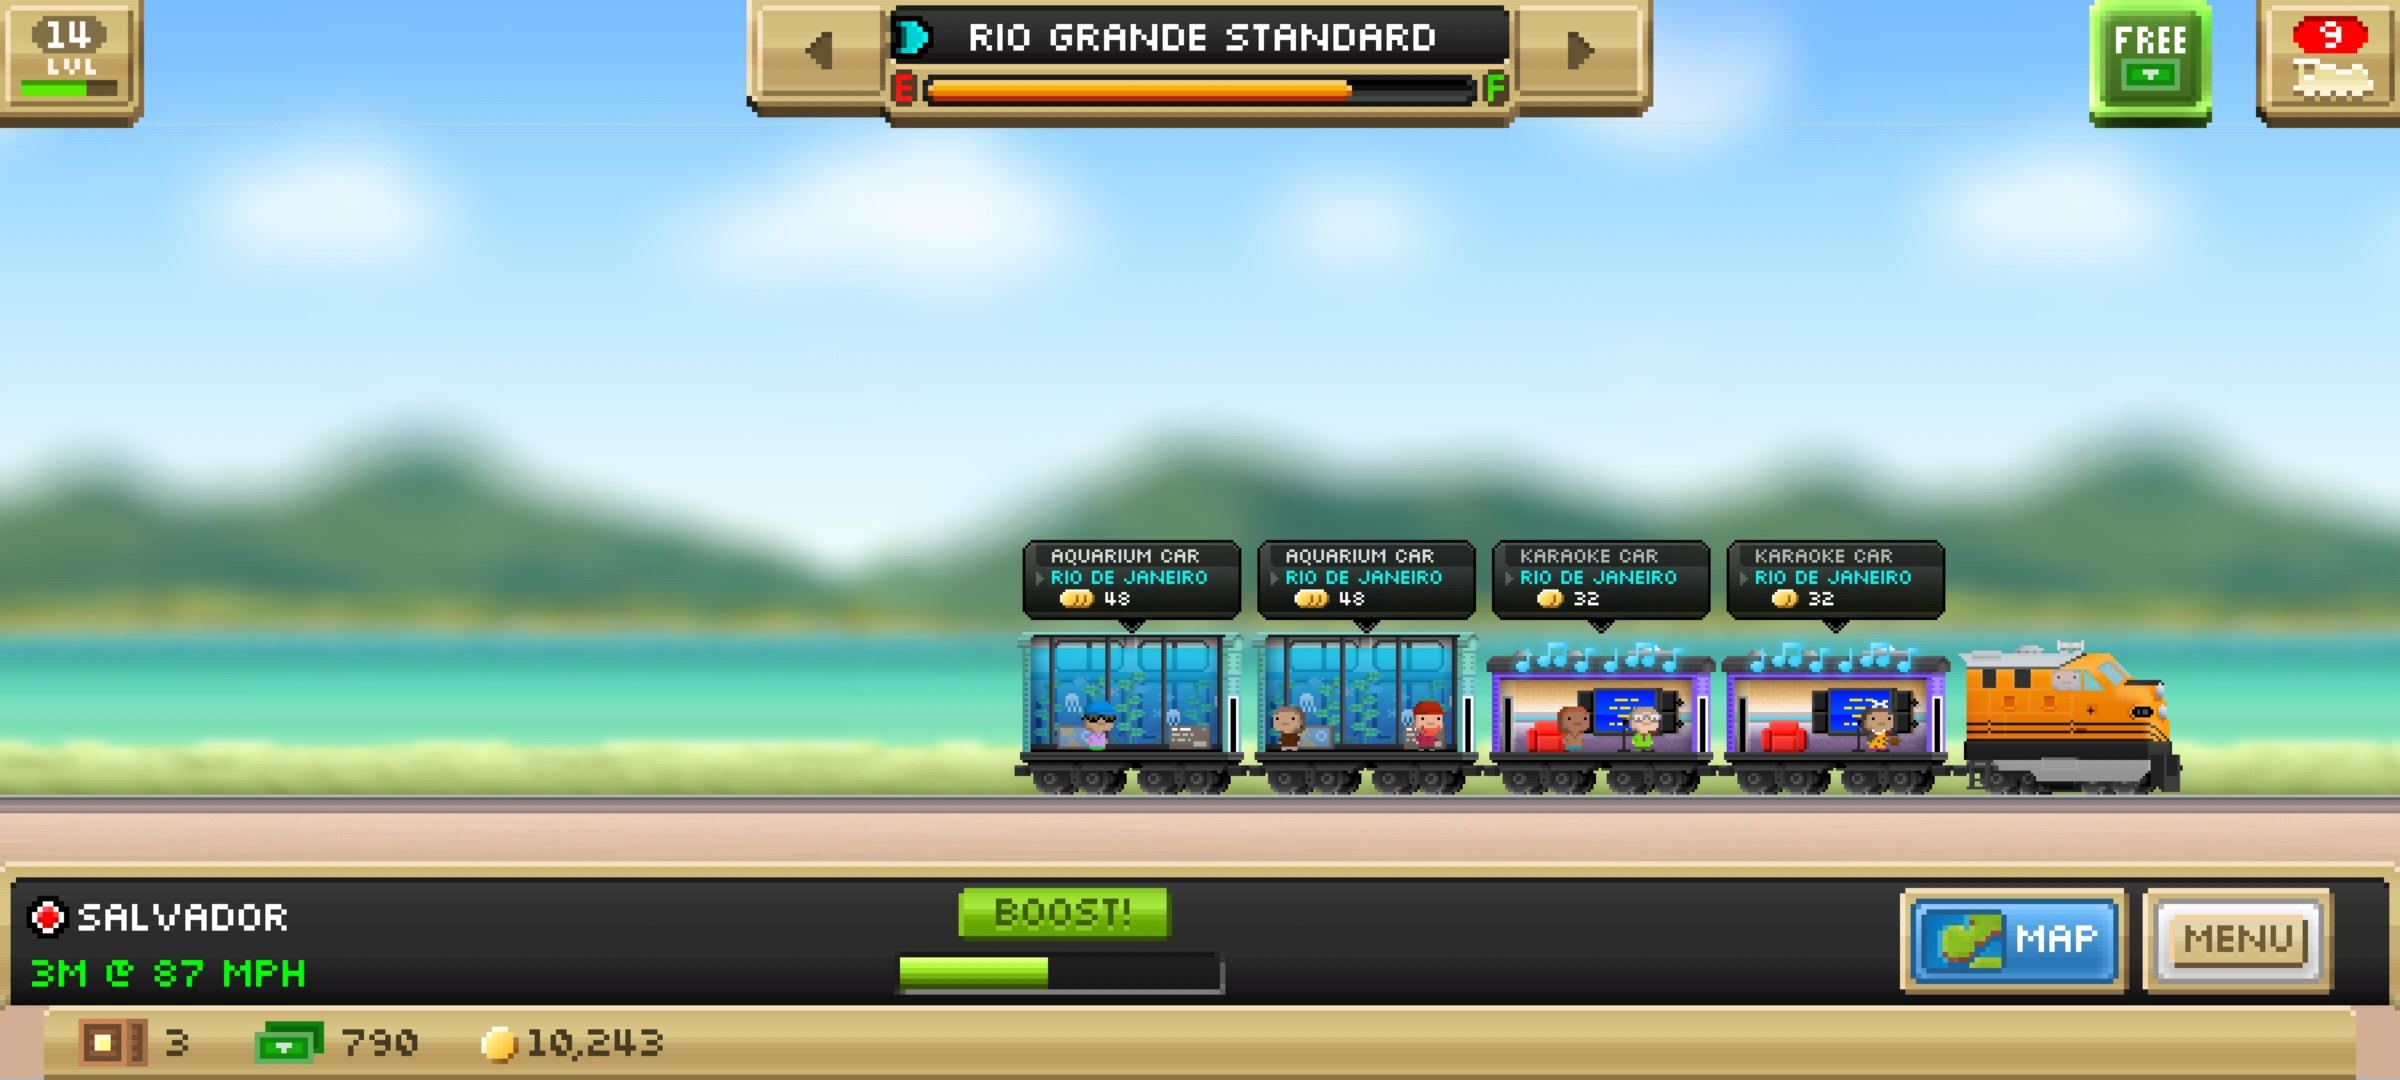 14
LVL
RIO GRANDE STANDARD
E
F
FREE
9
AQUARIUM CAR
RIO DE JANEIRO
48
AQUARIUM CAR
RIO DE JANEIRO
48
KARAOKE CAR
RIO DE JANEIRO
32
KARAOKE CAR
RIO DE JANEIRO
32
SALVADOR
3M @ 87 MPH
BOOST!
MAP
MENU
3
790
10,243